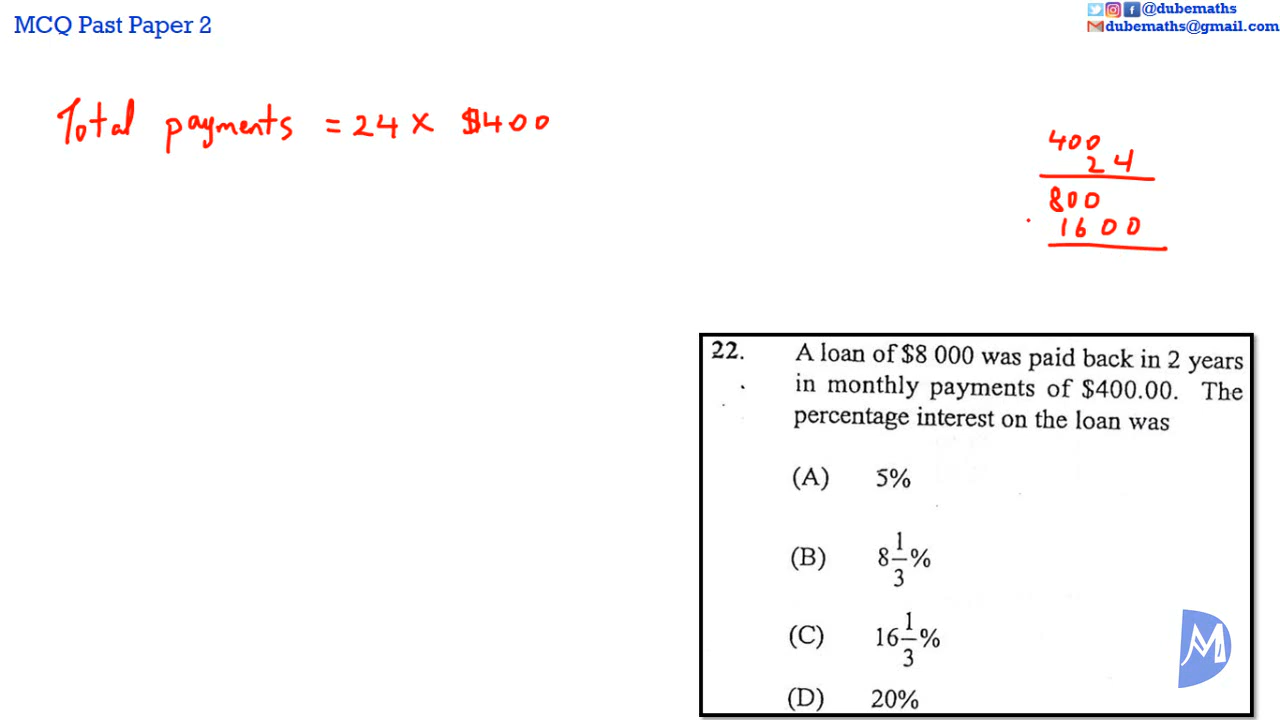 MCQ Past Paper 2
@dubemaths
dubemaths@gmail.com
Total payments = 24 × $400
400
24
800
1600
22. A loan of $8 000 was paid back in 2 years
in monthly payments of $400.00. The
percentage interest on the loan was
(A) 5%
(B) 8 1/3 %
(C) 16 1/3 %
(D) 20%
M